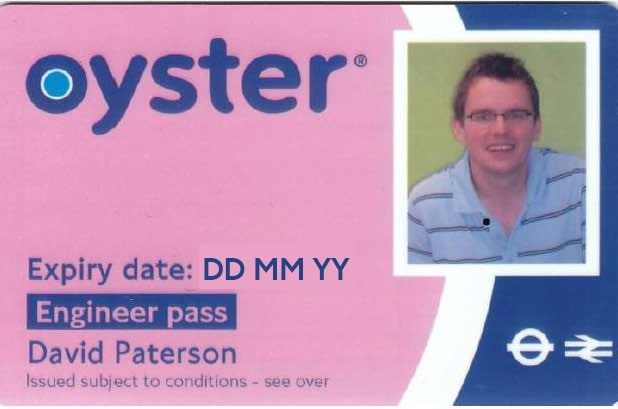 oyster®
Expiry date: DD MM YY
Engineer pass
David Paterson
Issued subject to conditions - see over